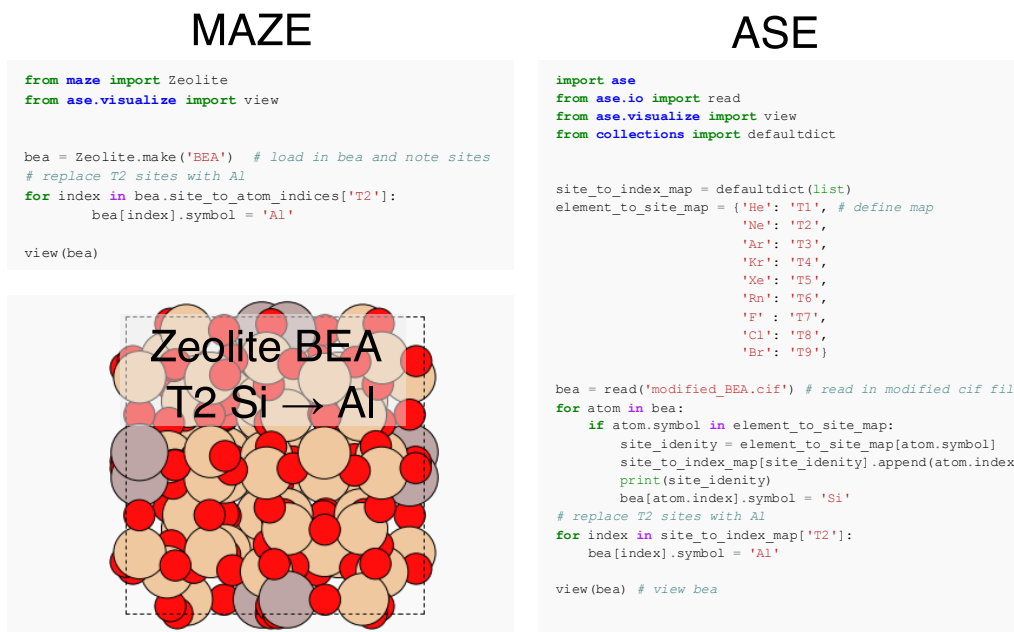 MAZE
from maze import Zeolite
from ase.visualize import view
bea = Zeolite.make('BEA')  # load in bea and note sites
# replace T2 sites with Al
for index in bea.site_to_atom_indices['T2']:
        bea[index].symbol = 'Al'
view(bea)
Zeolite BEA
T2 Si → Al
ASE
import ase
from ase.io import read
from ase.visualize import view
from collections import defaultdict
site_to_index_map = defaultdict(list)
element_to_site_map = {'He': 'T1', # define map
                       'Ne': 'T2',
                       'Ar': 'T3',
                       'Kr': 'T4',
                       'Xe': 'T5',
                       'Rn': 'T6',
                       'F' : 'T7',
                       'Cl': 'T8',
                       'Br': 'T9'}
bea = read('modified_BEA.cif') # read in modified cif fil
for atom in bea:
    if atom.symbol in element_to_site_map:
        site_idenity = element_to_site_map[atom.symbol]
        site_to_index_map[site_idenity].append(atom.index
        print(site_idenity)
        bea[atom.index].symbol = 'Si'
# replace T2 sites with Al
for index in site_to_index_map['T2']:
    bea[index].symbol = 'Al'
view(bea) # view bea